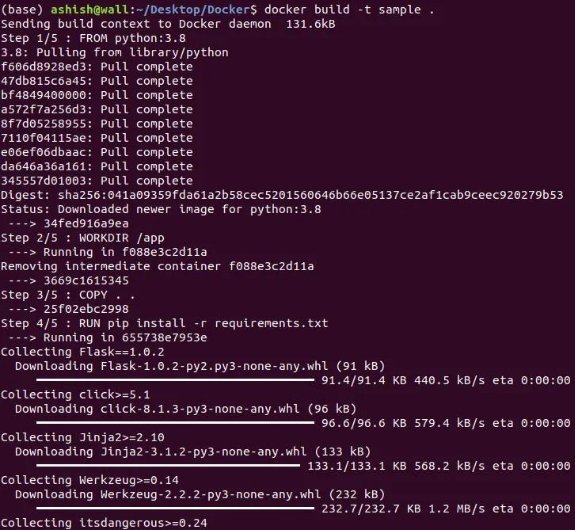 (base) ashish@wall:~/Desktop/Docker$ docker build -t sample .
Sending build context to Docker daemon  131.6kB
Step 1/5 : FROM python:3.8
3.8: Pulling from library/python
f606d8928ed3: Pull complete
47db815c6a45: Pull complete
bf4849400000: Pull complete
a572f7a256d3: Pull complete
8f7d05258955: Pull complete
7110f04115ae: Pull complete
e06ef06dbaac: Pull complete
da646a36a161: Pull complete
345557d01003: Pull complete
Digest: sha256:041a09359fda61a2b58cec5201560646b66e05137ce2af1cab9ceec920279b53
Status: Downloaded newer image for python:3.8
 ---> 34fed916a9ea
Step 2/5 : WORKDIR /app
 ---> Running in f088e3c2d11a
Removing intermediate container f088e3c2d11a
 ---> 3669c1615345
Step 3/5 : COPY . .
 ---> 25f02ebc2998
Step 4/5 : RUN pip install -r requirements.txt
 ---> Running in 655738e7953e
Collecting Flask==1.0.2
  Downloading Flask-1.0.2-py2.py3-none-any.whl (91 kB)
91.4/91.4 KB 440.5 kB/s eta 0:00:00
Collecting click>=5.1
  Downloading click-8.1.3-py3-none-any.whl (96 kB)
96.6/96.6 KB 579.4 kB/s eta 0:00:00
Collecting Jinja2>=2.10
  Downloading Jinja2-3.1.2-py3-none-any.whl (133 kB)
133.1/133.1 KB 568.2 kB/s eta 0:00:00
Collecting Werkzeug>=0.14
  Downloading Werkzeug-2.2.2-py3-none-any.whl (232 kB)
232.7/232.7 KB 1.2 MB/s eta 0:00:00
Collecting itsdangerous>=0.24